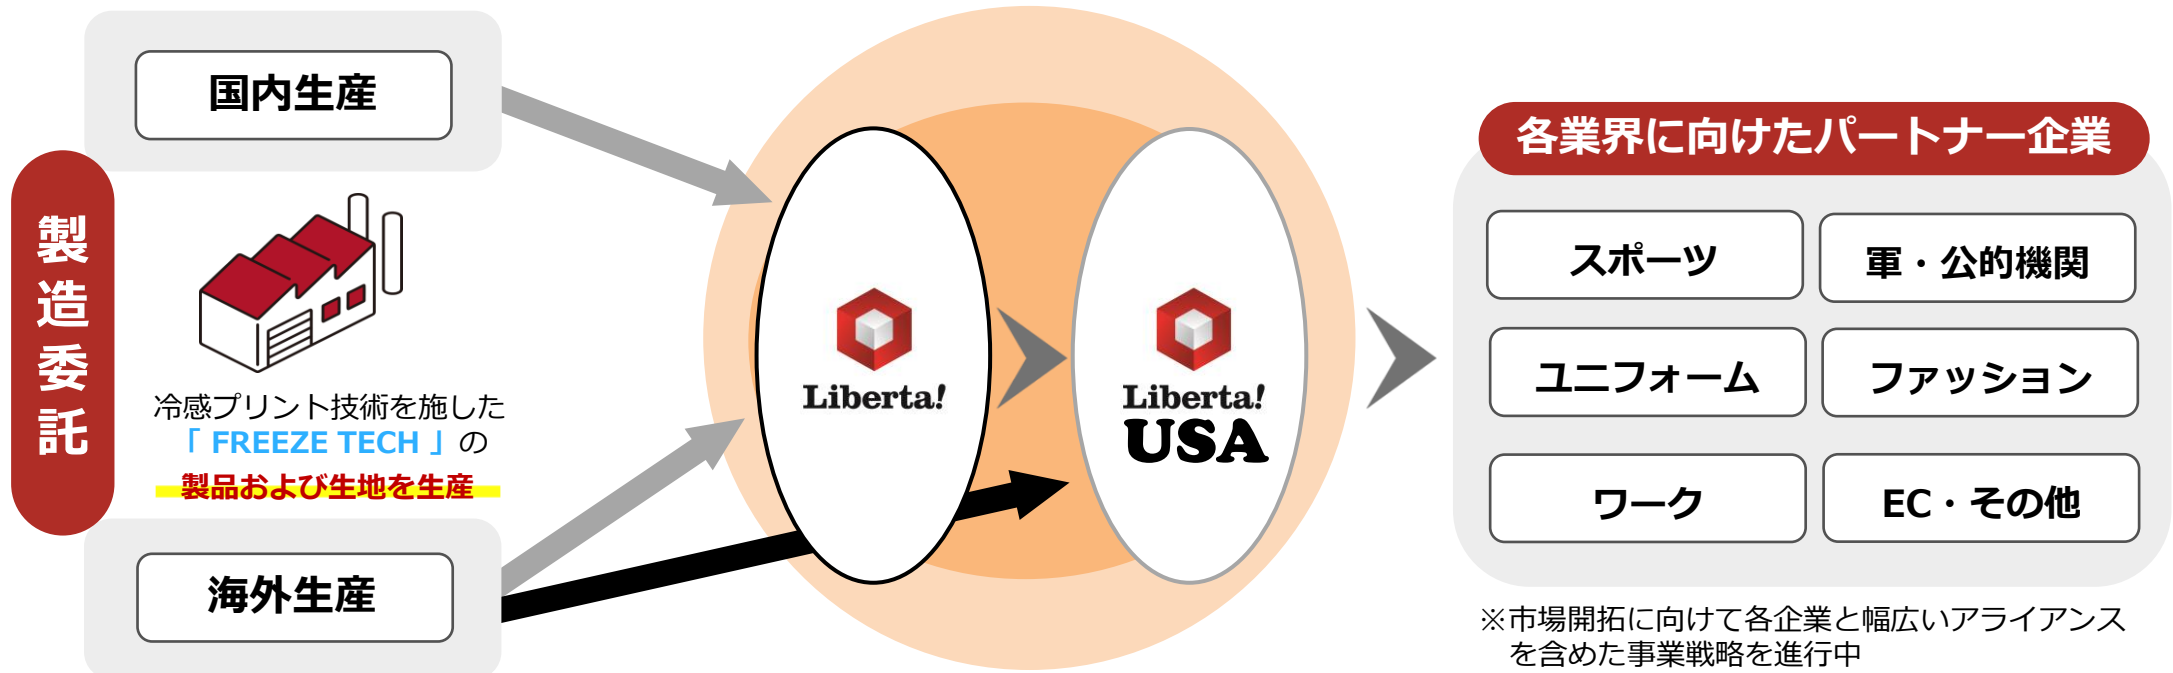 製造委託
国内生産
冷感プリント技術を施した
「 FREEZE TECH 」の
製品および生地を生産
海外生産
Liberta!
Liberta!
USA
各業界に向けたパートナー企業
スポーツ
軍・公的機関
ユニフォーム
ファッション
ワーク
EC・その他
※市場開拓に向けて各企業と幅広いアライアンス
を含めた事業戦略を進行中